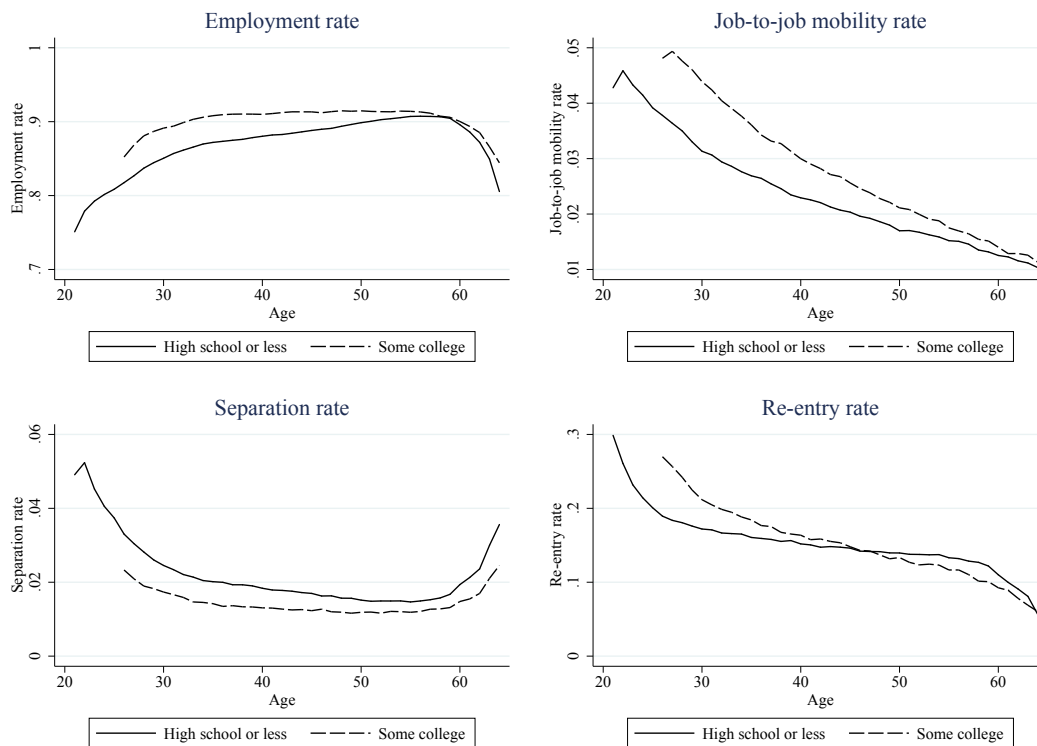 Employment rate
Employment rate
1
.9
.8
.7
20 30 40 50 60
Age
High school or less Some college
Job-to-job mobility rate
Job-to-job mobility rate
.05
.04
.03
.02
.01
20 30 40 50 60
Age
High school or less Some college
Separation rate
Separation rate
.06
.04
.02
0
20 30 40 50 60
Age
High school or less Some college
Re-entry rate
Re-entry rate
.3
.2
.1
0
20 30 40 50 60
Age
High school or less Some college